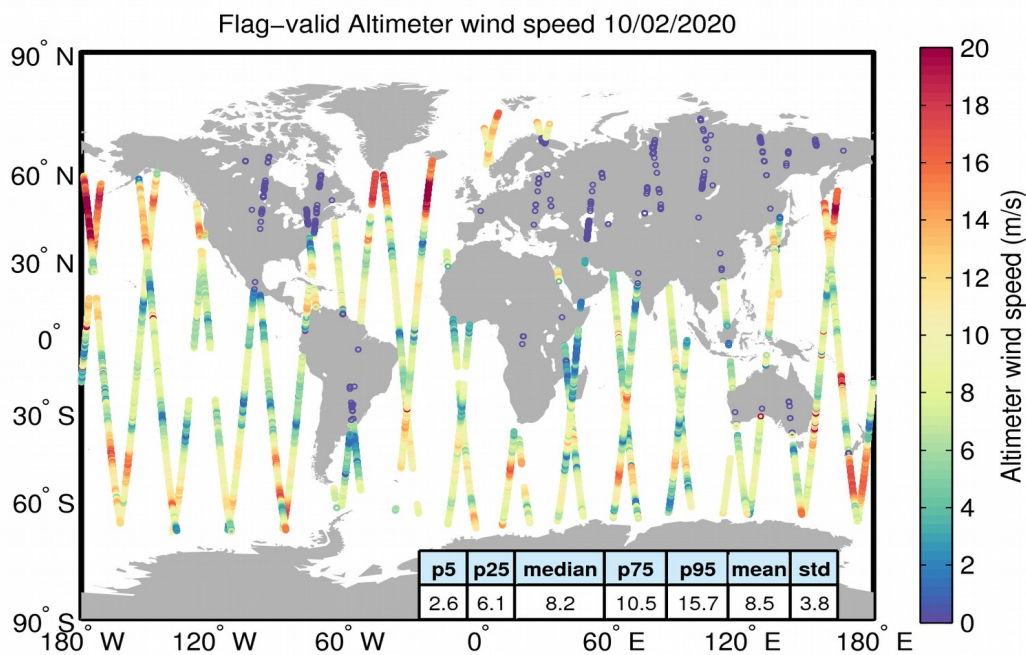 Flag-valid Altimeter wind speed 10/02/2020
90° N
60° N
30° N
0°
30° S
60° S
90° S
180° W
120° W
60° W
0°
60° E
120° E
180° E
p5 p25 median p75 p95 mean std
2.6 6.1 8.2 10.5 15.7 8.5 3.8
20
18
16
14
12
10
8
6
4
2
0
Altimeter wind speed (m/s)